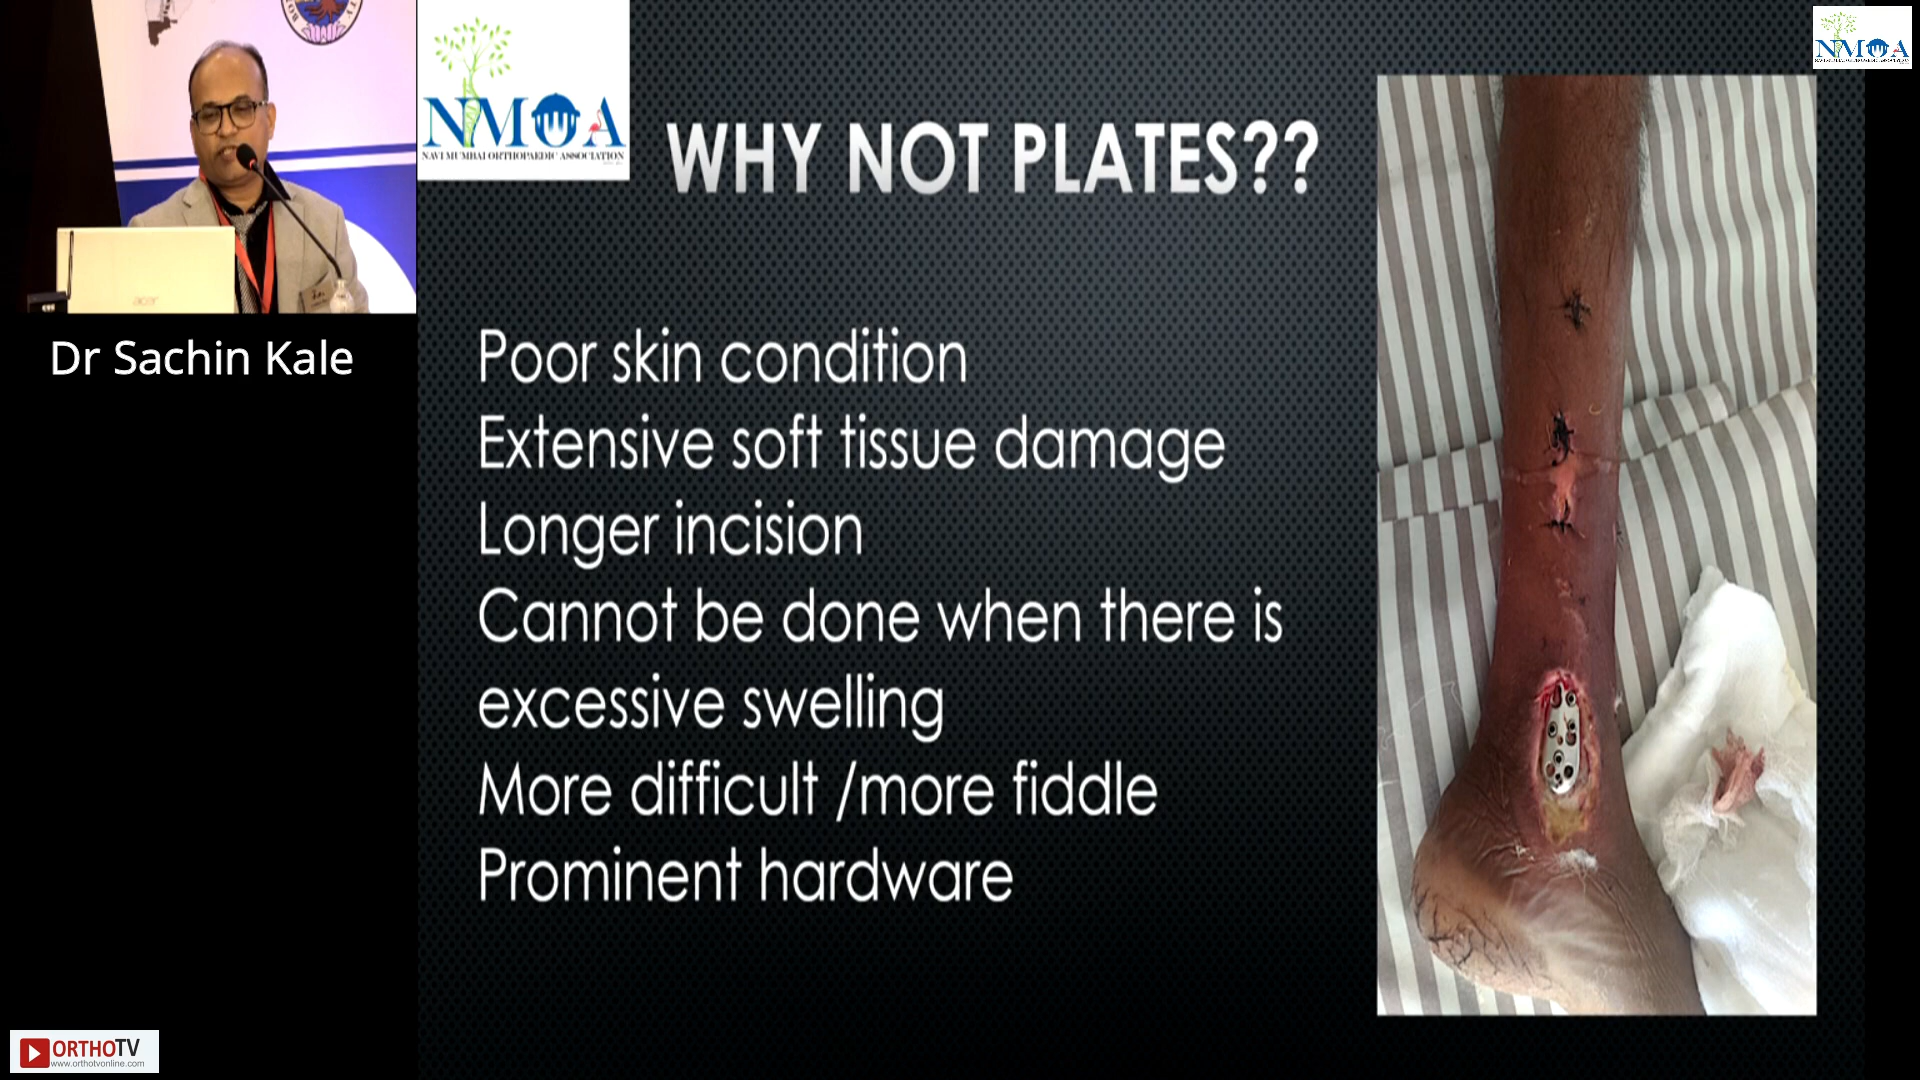 NMOA
NAVI MUMBAI ORTHOPAEDIC ASSOCIATION
NMOA
WHY NOT PLATES??
Dr Sachin Kale
Poor skin condition
Extensive soft tissue damage
Longer incision
Cannot be done when there is
excessive swelling
More difficult /more fiddle
Prominent hardware
acer
ORTHOTV
www.orthotvonline.com